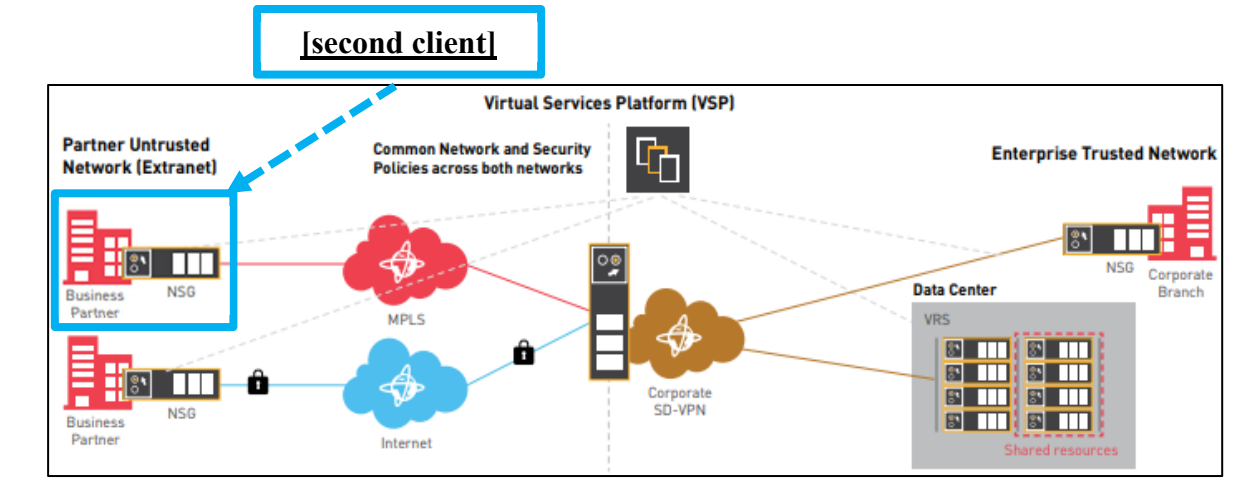 [second client]
Virtual Services Platform (VSP)
Partner Untrusted
Network (Extranet)
Common Network and Security
Policies across both networks
Enterprise Trusted Network
Business
Partner
NSG
MPLS
NSG
Corporate
Branch
Data Center
VRS
Corporate
SD-VPN
Business
Partner
NSG
Internet
Shared resources